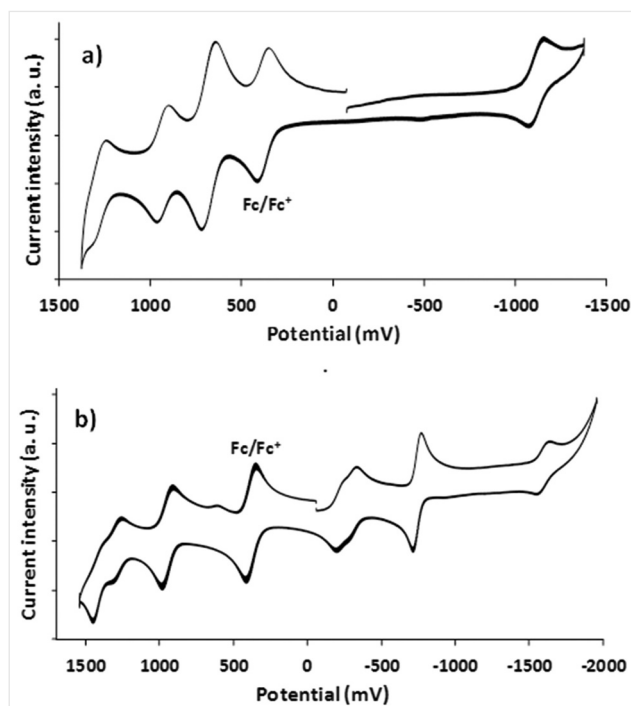 a)
Current intensity (a. u.)
Fc/Fc⁺
1500 1000 500 0 -500 -1000 -1500
Potential (mV)
b)
Fc/Fc⁺
Current intensity (a. u.)
1500 1000 500 0 -500 -1000 -1500 -2000
Potential (mV)